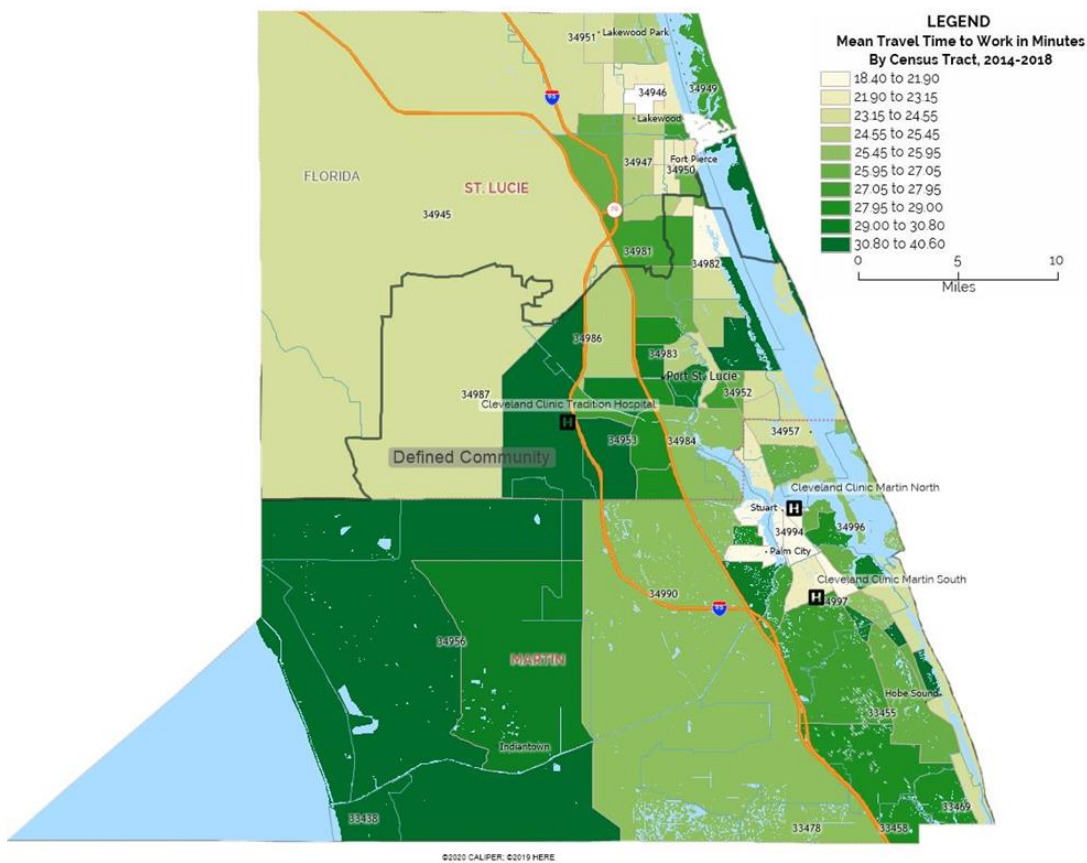 LEGEND
Mean Travel Time to Work in Minutes
By Census Tract, 2014-2018
18.40 to 21.90
21.90 to 23.15
23.15 to 24.55
24.55 to 25.45
25.45 to 25.95
25.95 to 27.05
27.05 to 27.95
27.95 to 29.00
29.00 to 30.80
30.80 to 40.60
0 5 10
Miles
34951
Lakewood Park
95
34946
34949
Lakewood
34947
Fort Pierce
34950
FLORIDA
ST. LUCIE
34945
70
34981
34982
34986
34983
Port St. Lucie
34987
34952
Cleveland Clinic Tradition Hospital
H
34957
34953
34984
Defined Community
Cleveland Clinic Martin North
Stuart
H
34994
34996
Palm City
Cleveland Clinic Martin South
34990
95
H
34997
34956
MARTIN
Hobe Sound
33455
Indiantown
33469
33438
33478
33458
©2020 CALIPER; ©2019 HERE